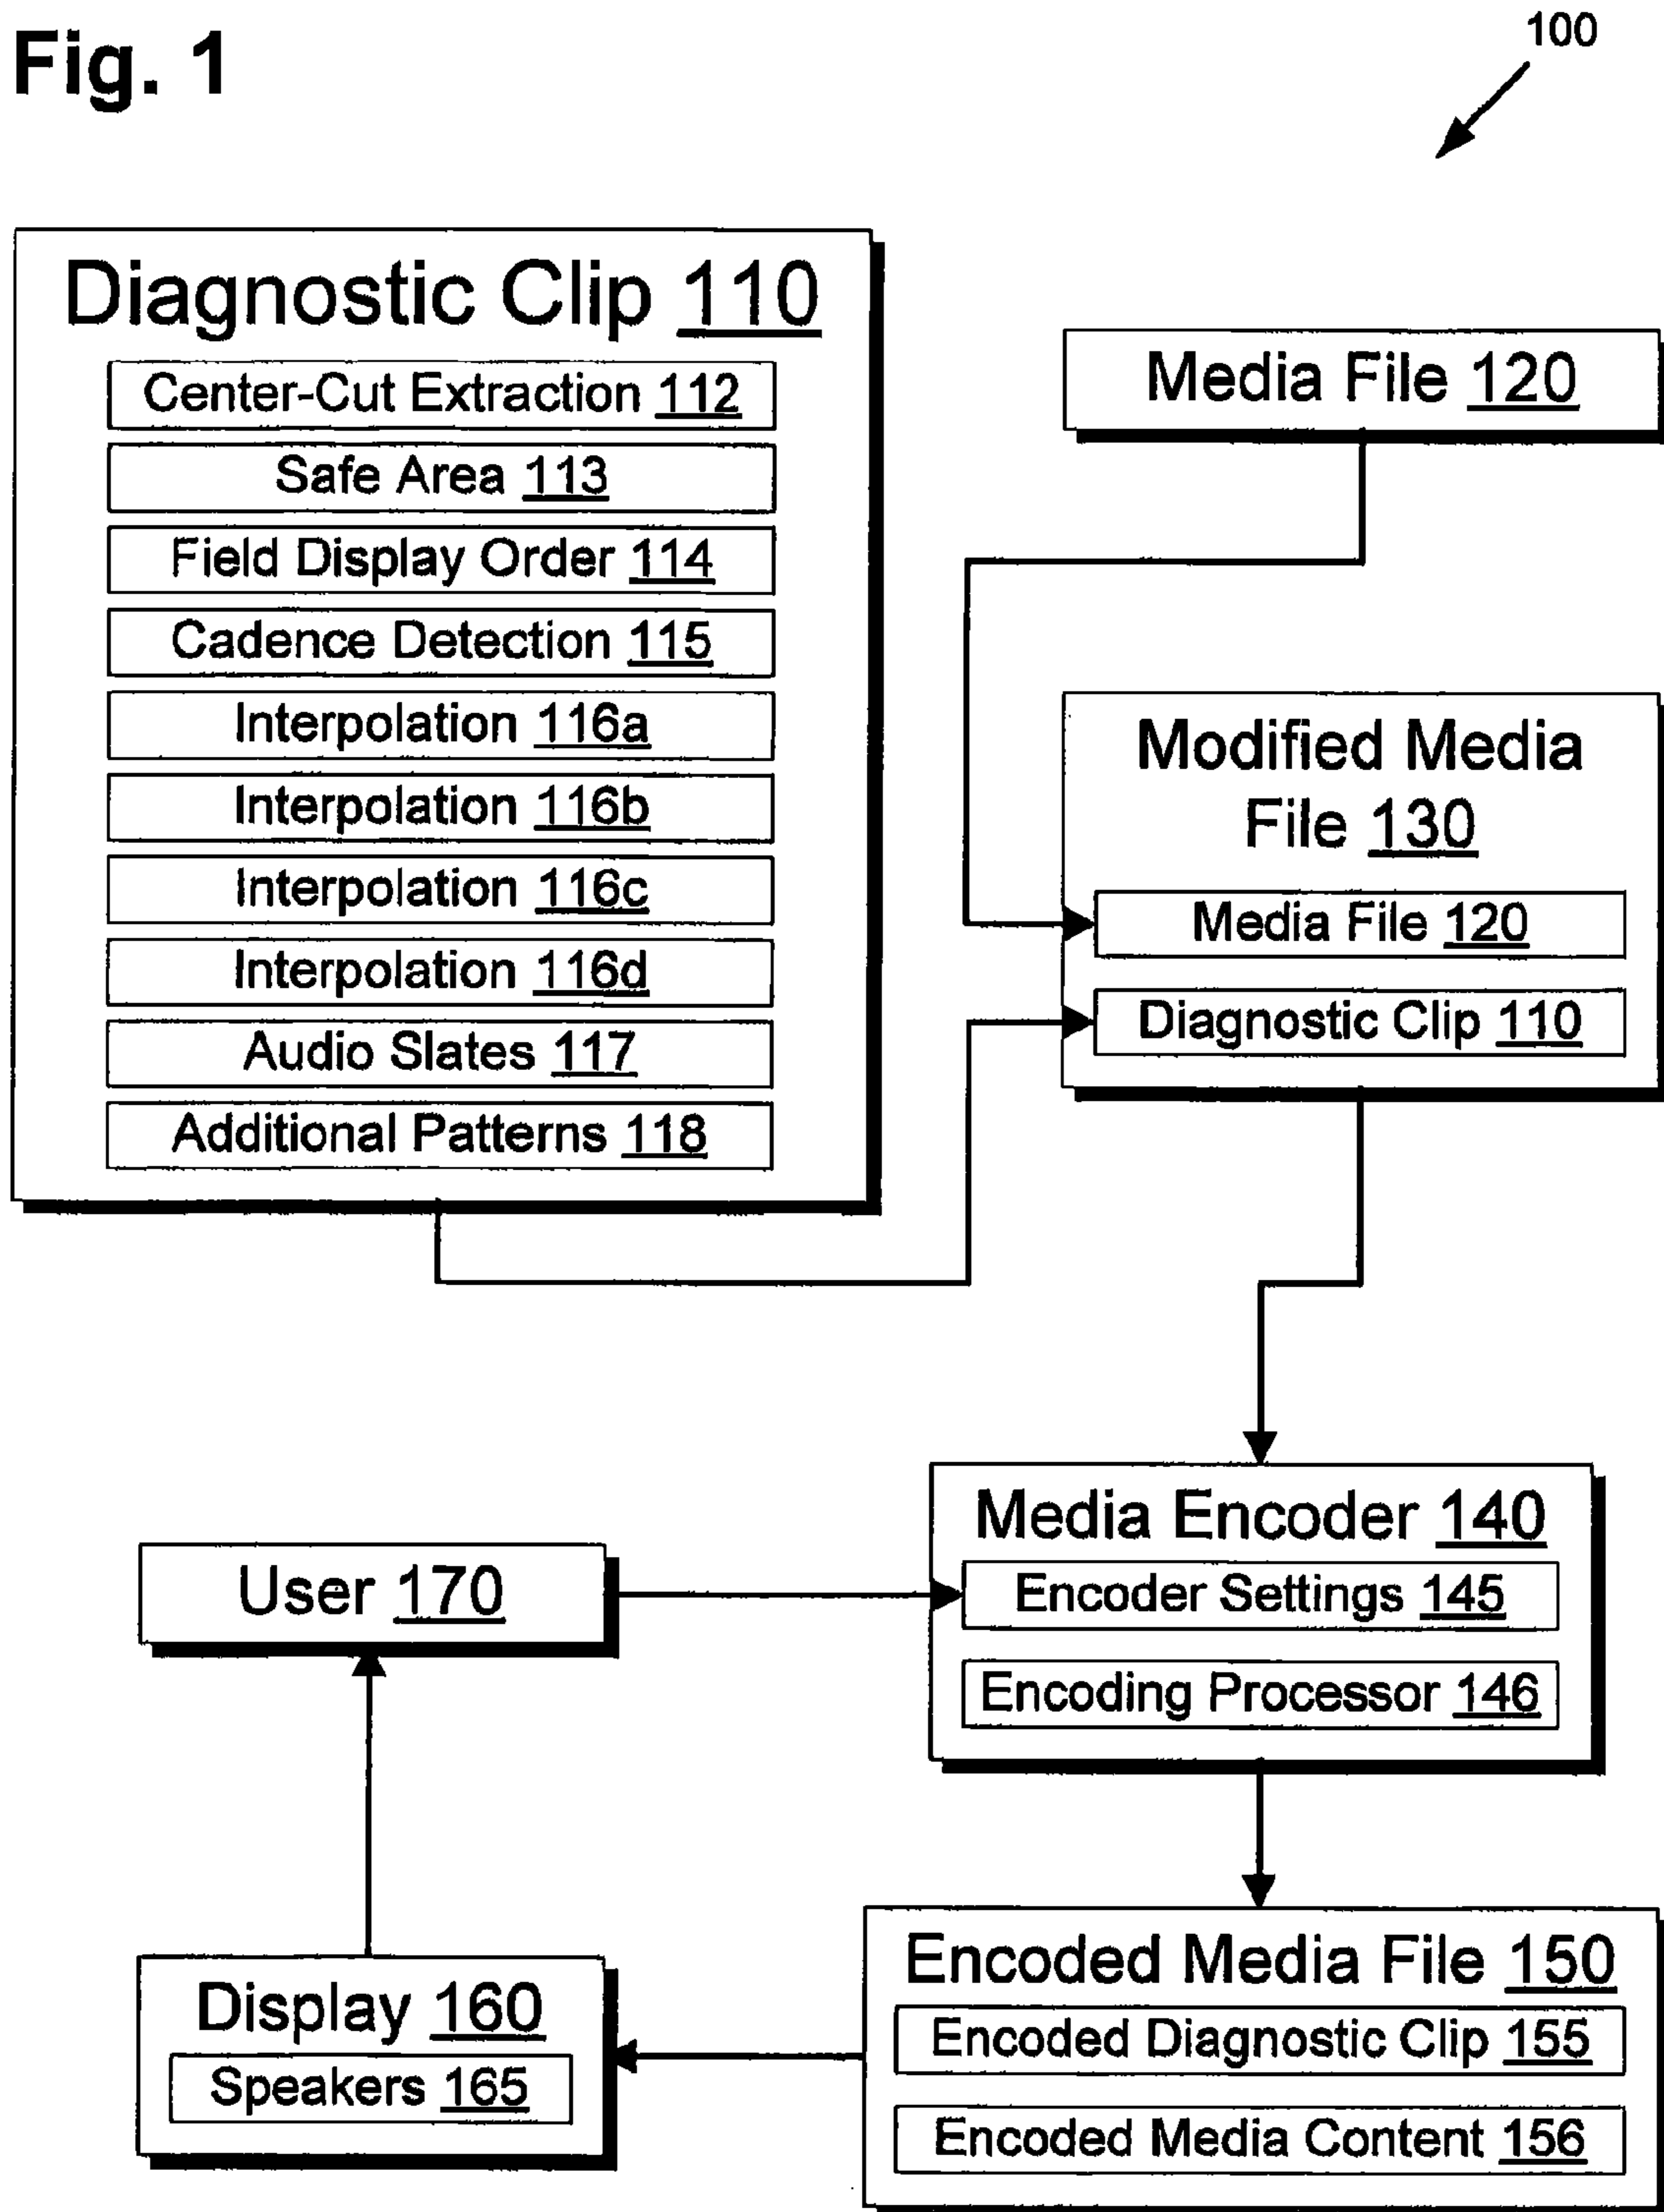 Fig. 1
100
Diagnostic Clip 110
Center-Cut Extraction 112
Safe Area 113
Field Display Order 114
Cadence Detection 115
Interpolation 116a
Interpolation 116b
Interpolation 116c
Interpolation 116d
Audio Slates 117
Additional Patterns 118
Media File 120
Modified Media
File 130
Media File 120
Diagnostic Clip 110
Media Encoder 140
Encoder Settings 145
Encoding Processor 146
User 170
Display 160
Speakers 165
Encoded Media File 150
Encoded Diagnostic Clip 155
Encoded Media Content 156